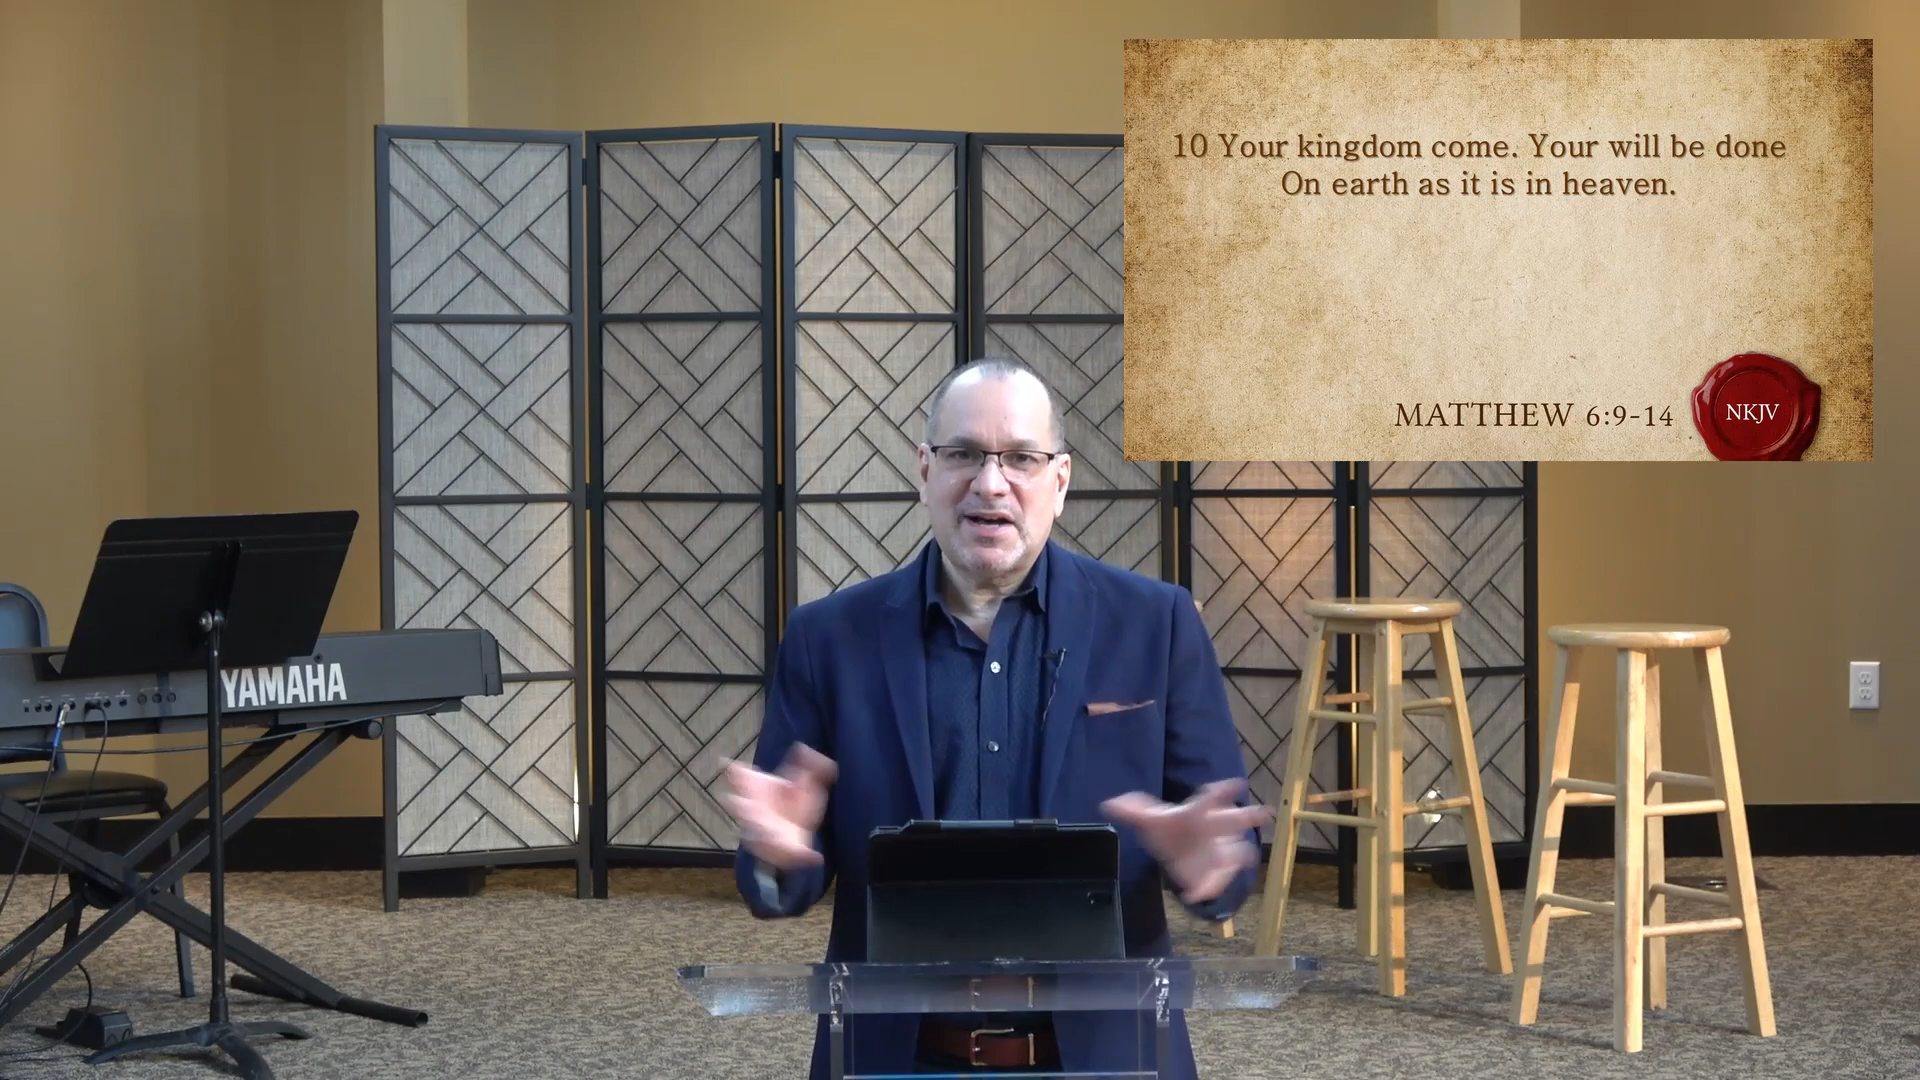 10 Your kingdom come. Your will be done
On earth as it is in heaven.
MATTHEW 6:9-14
NKJV
YAMAHA